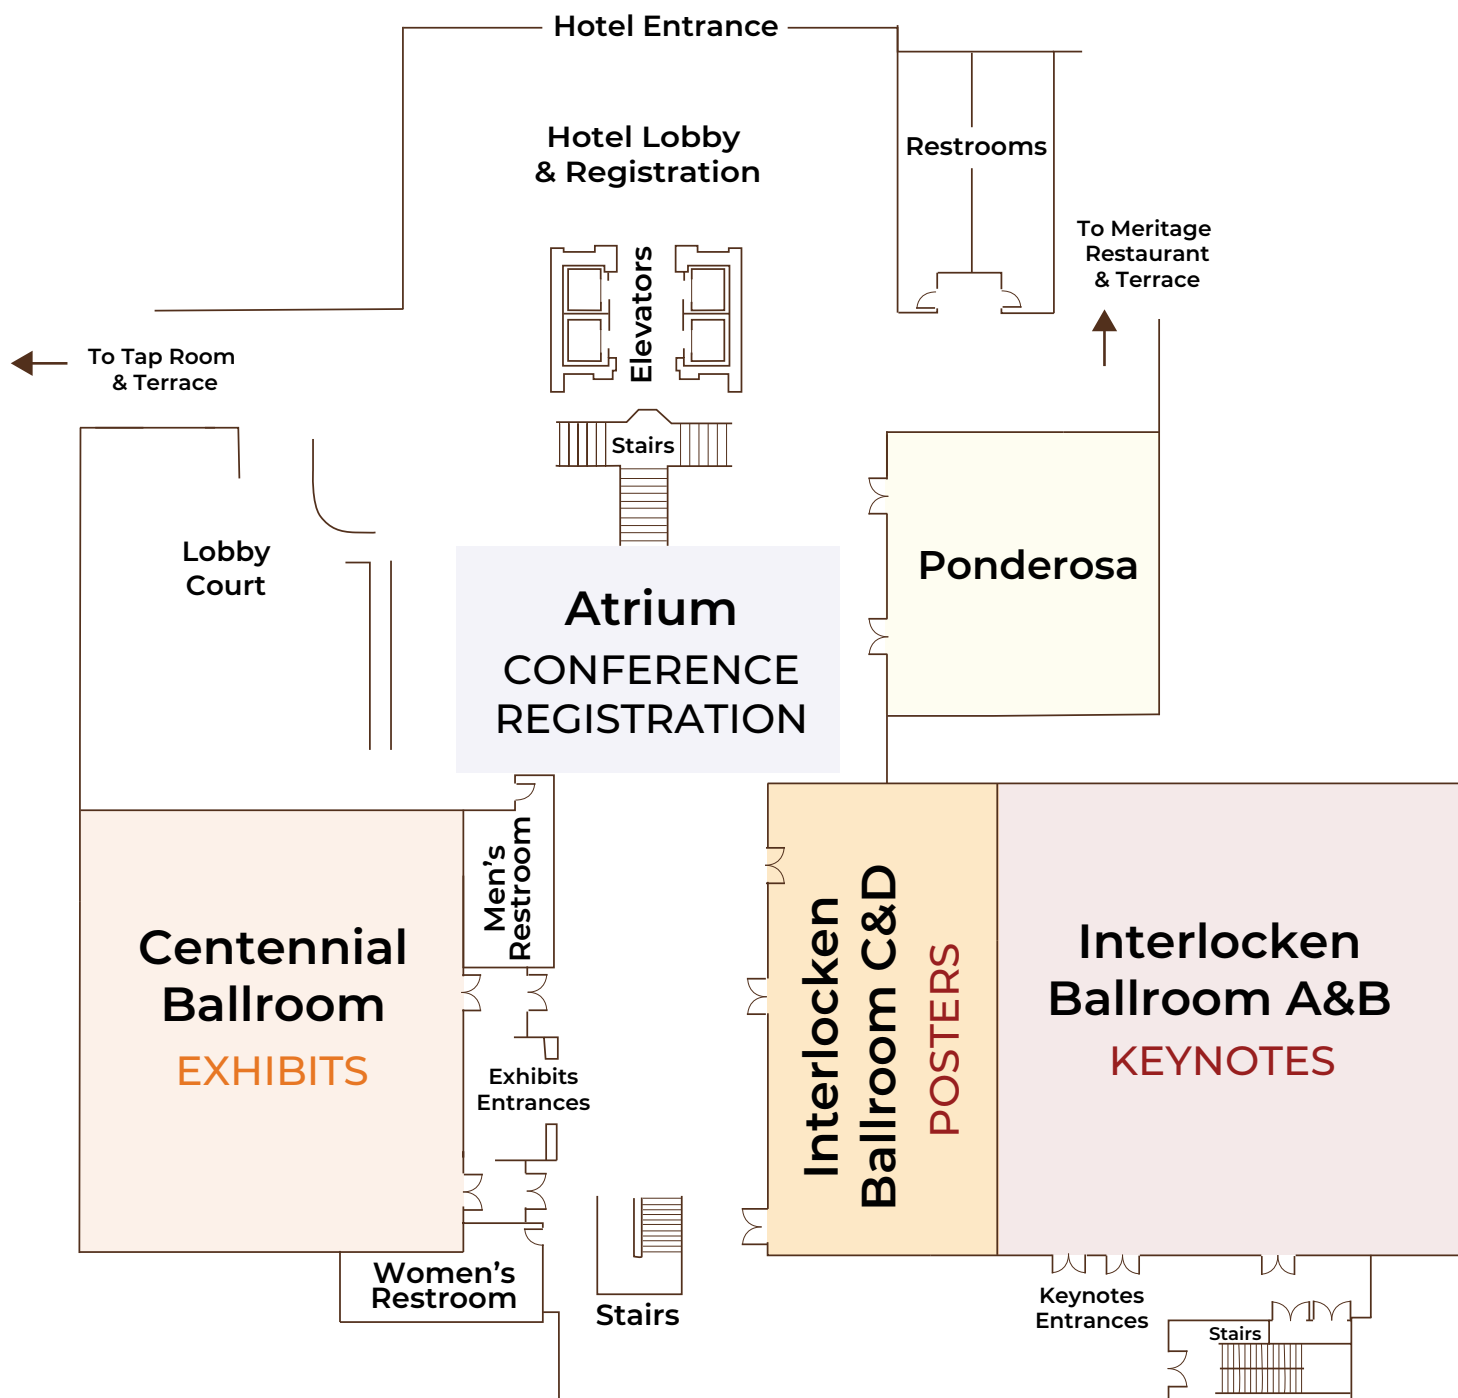 Hotel Entrance
Hotel Lobby
& Registration
Restrooms
To Meritage
Restaurant
& Terrace
Elevators
To Tap Room
& Terrace
Stairs
Lobby
Court
Ponderosa
Atrium
CONFERENCE
REGISTRATION
Men's
Restroom
Centennial
Ballroom
EXHIBITS
Exhibits
Entrances
Interlocken
Ballroom C&D
POSTERS
Interlocken
Ballroom A&B
KEYNOTES
Women's
Restroom
Stairs
Keynotes
Entrances
Stairs